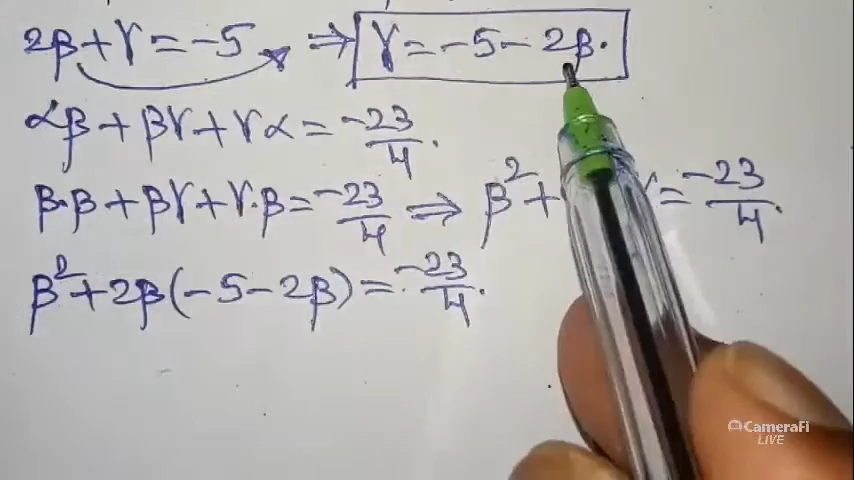 2β+γ=-5 ⇒ γ=-5-2β.
αβ+βγ+γα=-23/4.
β.β+βγ+γ.β=-23/4 ⇒ β²+ γ=-23/4.
β²+2β(-5-2β)=-23/4.
CameraFi
LIVE